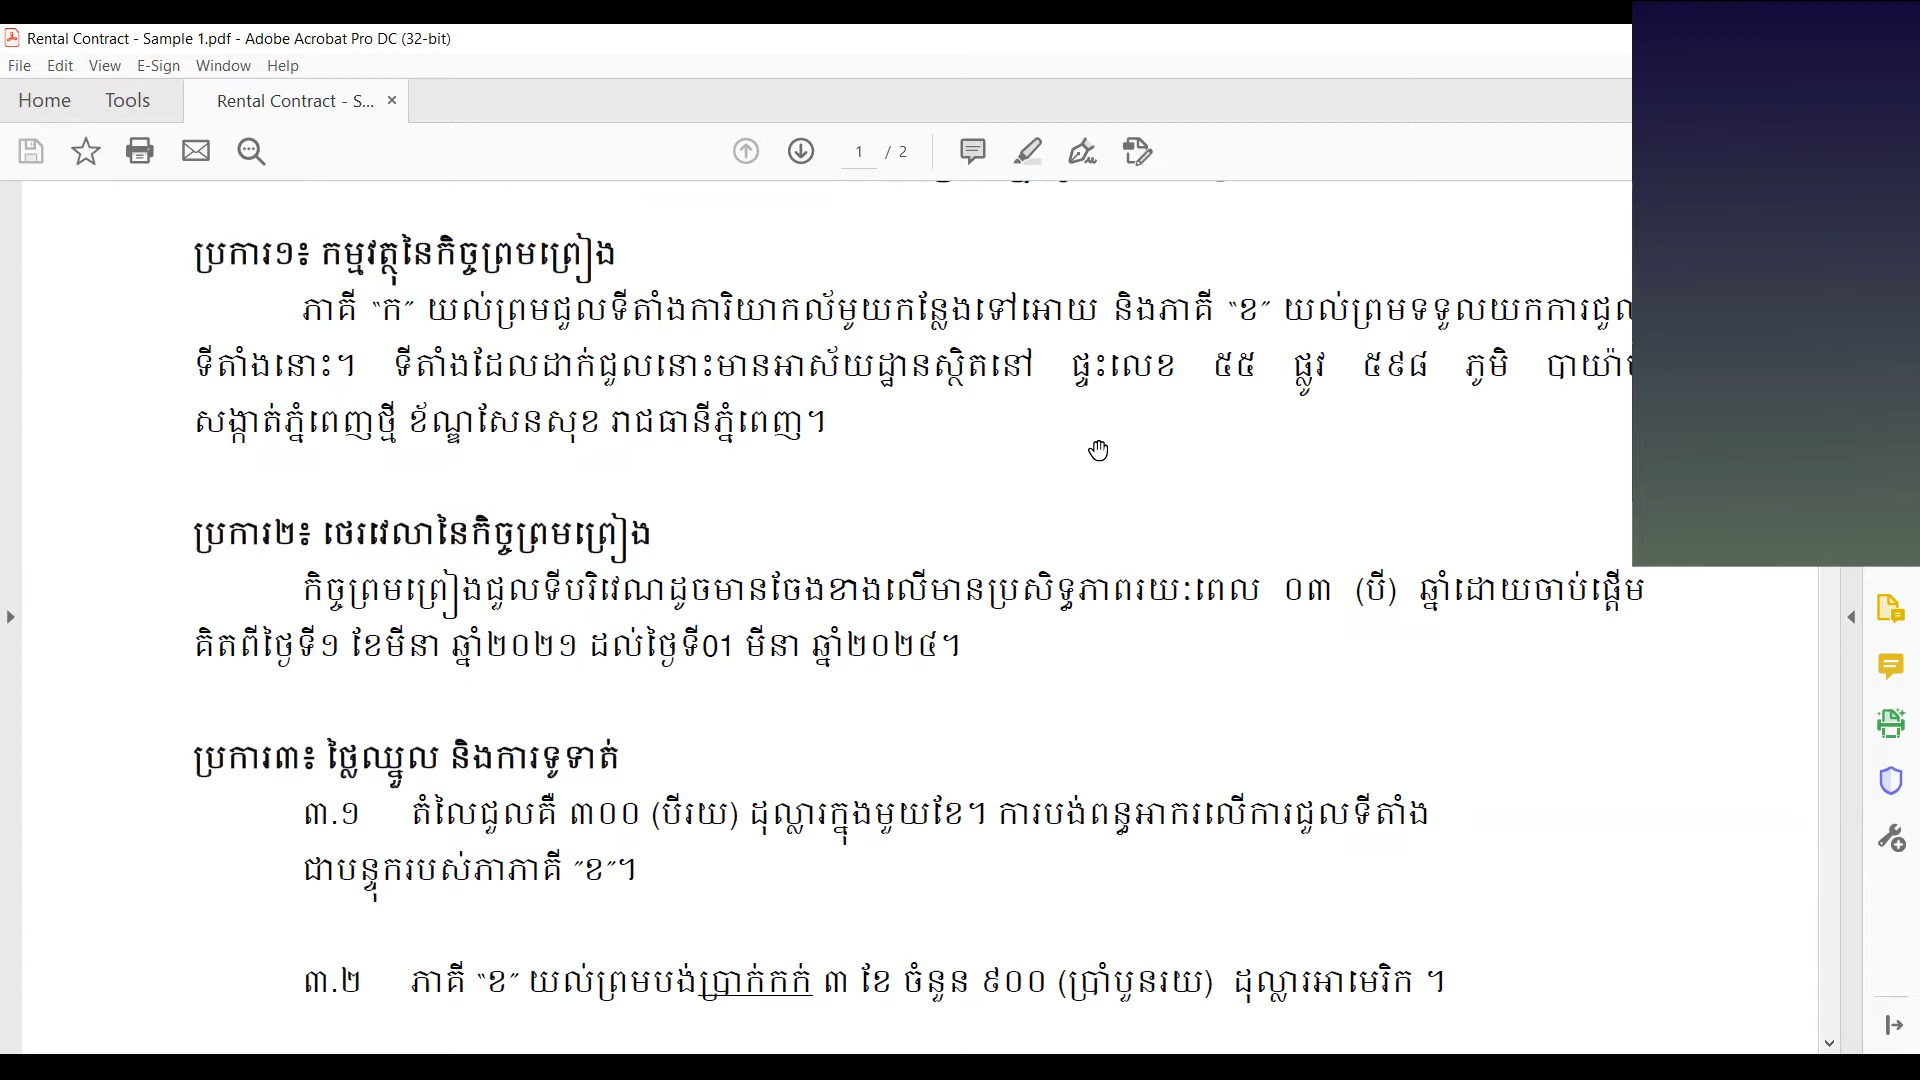 Rental Contract - Sample 1.pdf - Adobe Acrobat Pro DC (32-bit)
File Edit View E-Sign Window Help
Home Tools Rental Contract - S... ×
1 / 2
ប្រការ១៖ កម្មវត្ថុនៃកិច្ចព្រមព្រៀង
ភាគី “ក” យល់ព្រមជួលទីតាំងការិយាកល័មួយកន្លែងទៅអោយ និងភាគី “ខ” យល់ព្រមទទួលយកការជួល
ទីតាំងនោះ។ ទីតាំងដែលដាក់ជួលនោះមានអាស័យដ្ឋានស្ថិតនៅ ផ្ទះលេខ ៥៥ ផ្លូវ ៥៩៨ ភូមិ
សង្កាត់ភ្នំពេញថ្មី ខ័ណ្ឌសែនសុខ រាជធានីភ្នំពេញ។
ប្រការ២៖ ថេរវេលានៃកិច្ចព្រមព្រៀង
កិច្ចព្រមព្រៀងជួលទីបរិវេណដូចមានចែងខាងលើមានប្រសិទ្ធភាពរយៈពេល ០៣ (បី) ឆ្នាំដោយចាប់ផ្តើម
គិតពីថ្ងៃទី១ ខែមីនា ឆ្នាំ២០២១ ដល់ថ្ងៃទី01 មីនា ឆ្នាំ២០២៤។
ប្រការ៣៖ ថ្លៃឈ្នួល និងការទូទាត់
៣.១ តំលៃជួលគឺ ៣០០ (បីរយ) ដុល្លារក្នុងមួយខែ។ ការបង់ពន្ធអាករលើការជួលទីតាំង
ជាបន្ទុករបស់ភាភាគី “ខ”។
៣.២ ភាគី “ខ” យល់ព្រមបង់ប្រាក់កក់ ៣ ខែ ចំនួន ៩០០ (ប្រាំបួនរយ) ដុល្លារអាមេរិក ។